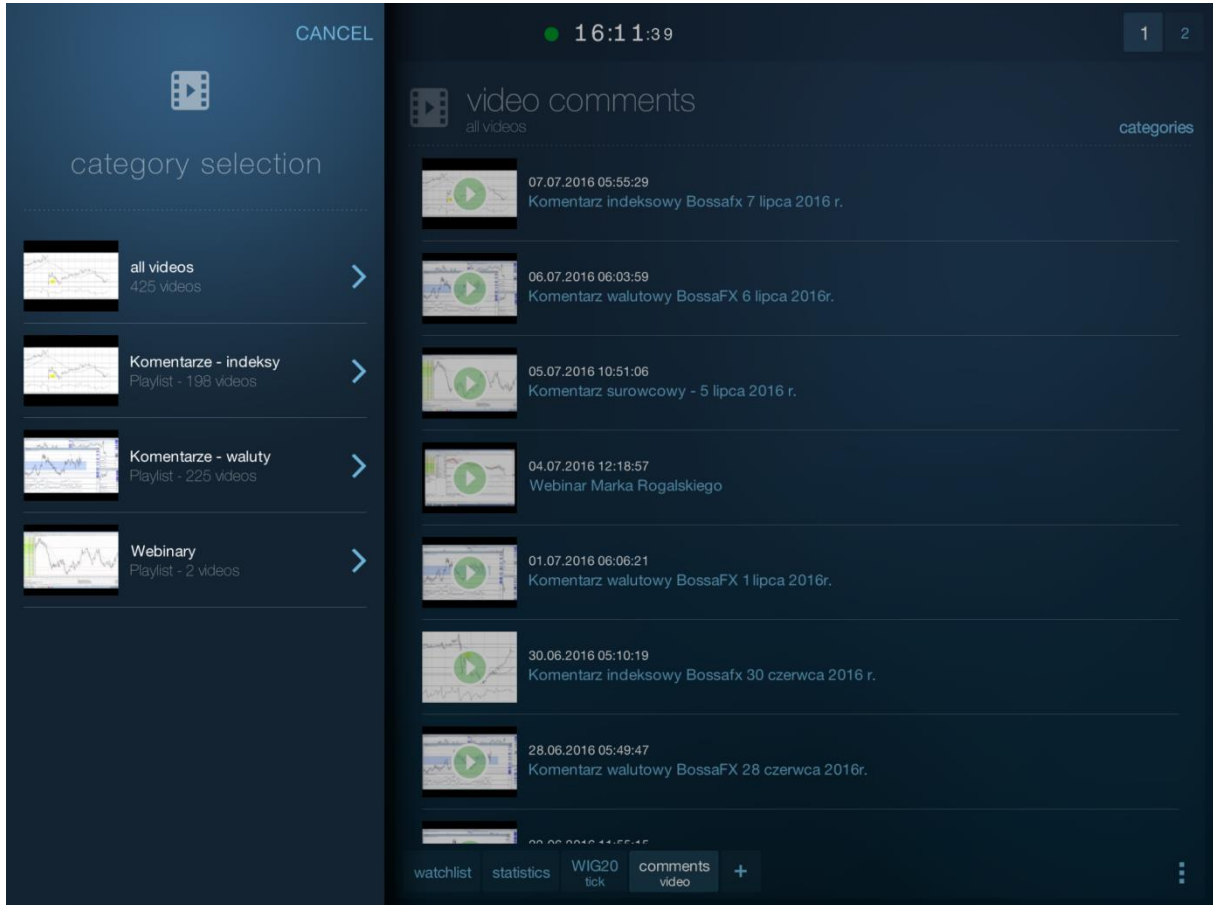 CANCEL
category selection
all videos
425 videos
Komentarze - indeksy
Playlist - 198 videos
Komentarze - waluty
Playlist - 225 videos
Webinary
Playlist - 2 videos
16:11:39
1 2
video comments
all videos
categories
07.07.2016 05:55:29
Komentarz indeksowy Bossafx 7 lipca 2016 r.
06.07.2016 06:03:59
Komentarz walutowy BossaFX 6 lipca 2016r.
05.07.2016 10:51:06
Komentarz surowcowy - 5 lipca 2016 r.
04.07.2016 12:18:57
Webinar Marka Rogalskiego
01.07.2016 06:06:21
Komentarz walutowy BossaFX 1 lipca 2016r.
30.06.2016 05:10:19
Komentarz indeksowy Bossafx 30 czerwca 2016 r.
28.06.2016 05:49:47
Komentarz walutowy BossaFX 28 czerwca 2016r.
watchlist
statistics
WIG20
tick
comments
video
+